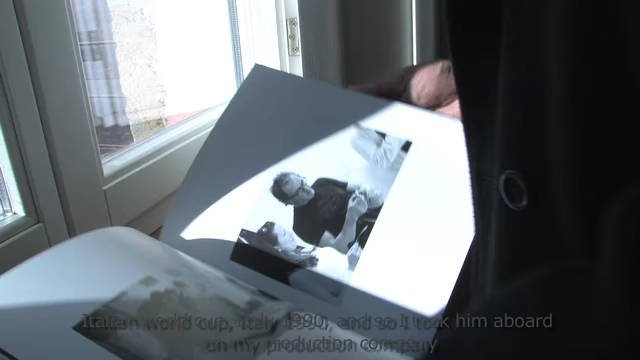 Italian world cup, Italy 1990, and so I took him aboard
on my production company